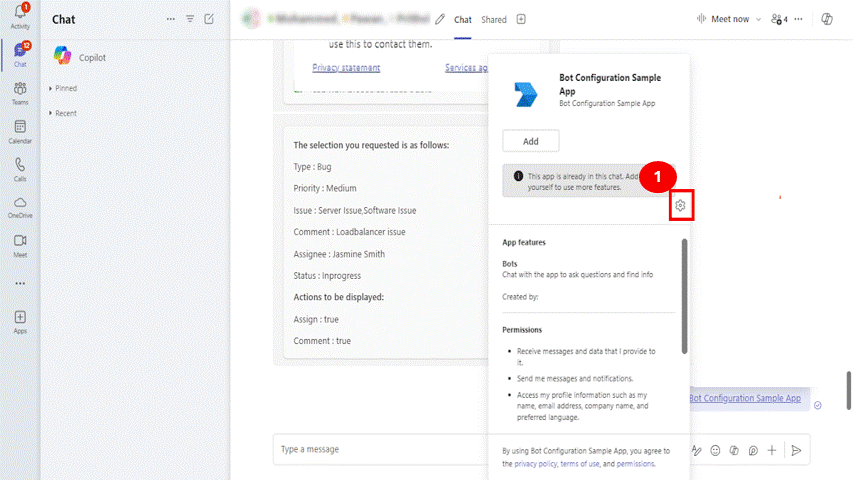 1
Activity
12
Chat
Teams
Calendar
Calls
OneDrive
Meet
Apps
Chat
Copilot
Pinned
Recent
Chat
Shared
Meet now
4
use this to contact them.
Privacy statement
Services ag
The selection you requested is as follows:
Type : Bug
Priority : Medium
Issue : Server Issue,Software Issue
Comment : Loadbalancer issue
Assignee : Jasmine Smith
Status : Inprogress
Actions to be displayed:
Assign : true
Comment : true
Bot Configuration Sample
App
Bot Configuration Sample App
Add
This app is already in this chat. Add
yourself to use more features.
1
App features
Bots
Chat with the app to ask questions and find info
Created by:
Permissions
Receive messages and data that I provide to
it.
Send me messages and notifications.
Access my profile information such as my
name, email address, company name, and
preferred language.
By using Bot Configuration Sample App, you agree to
the privacy policy, terms of use, and permissions.
Bot Configuration Sample App
Type a message